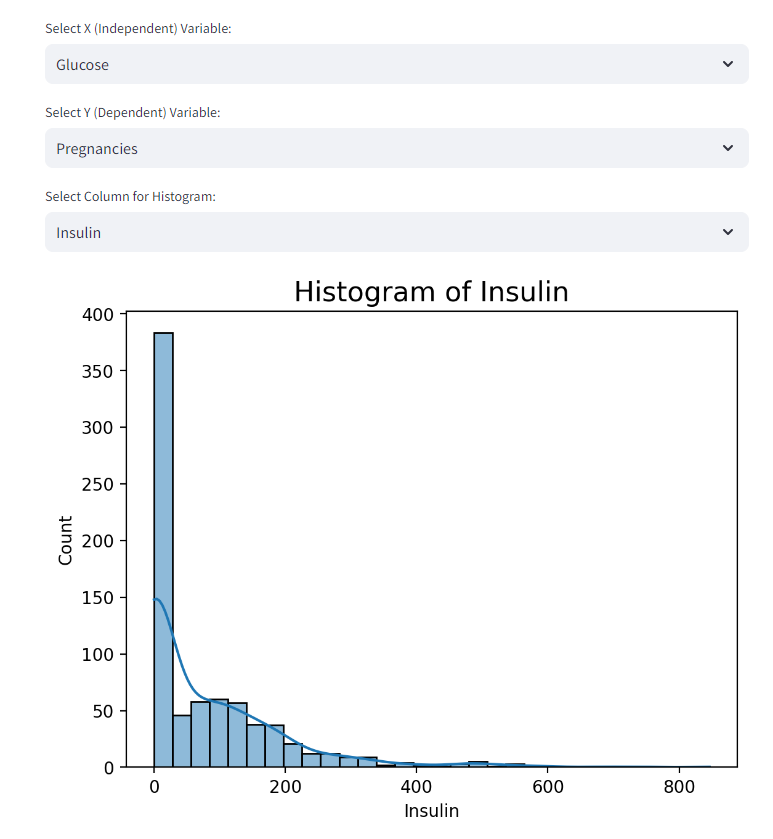 Select X (Independent) Variable:
Glucose
Select Y (Dependent) Variable:
Pregnancies
Select Column for Histogram:
Insulin
Histogram of Insulin
400
350
300
250
200
150
100
50
0
Count
0 200 400 600 800
Insulin